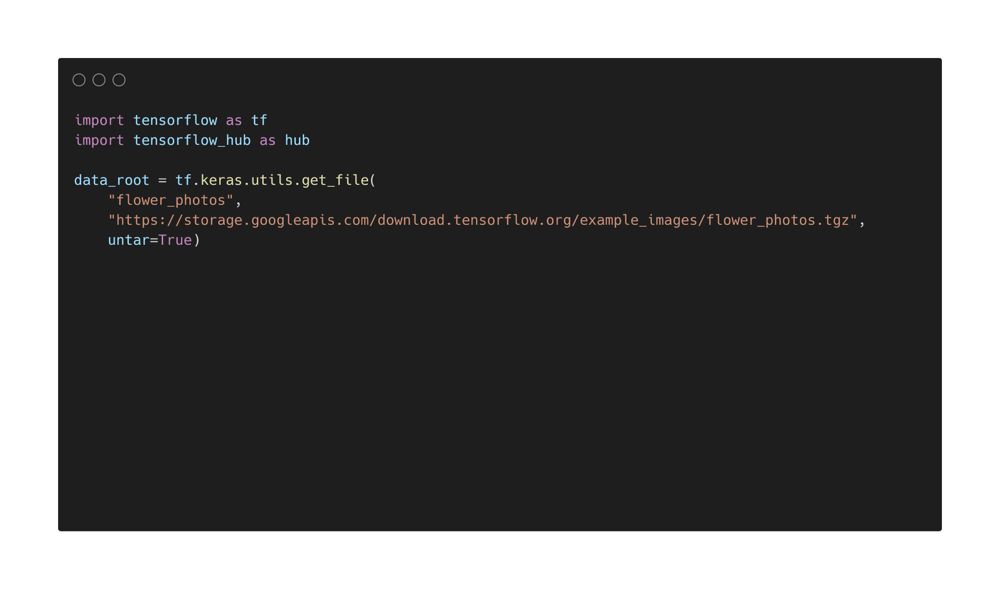 import tensorflow as tf
import tensorflow_hub as hub

data_root = tf.keras.utils.get_file(
    "flower_photos",
    "https://storage.googleapis.com/download.tensorflow.org/example_images/flower_photos.tgz",
    untar=True)